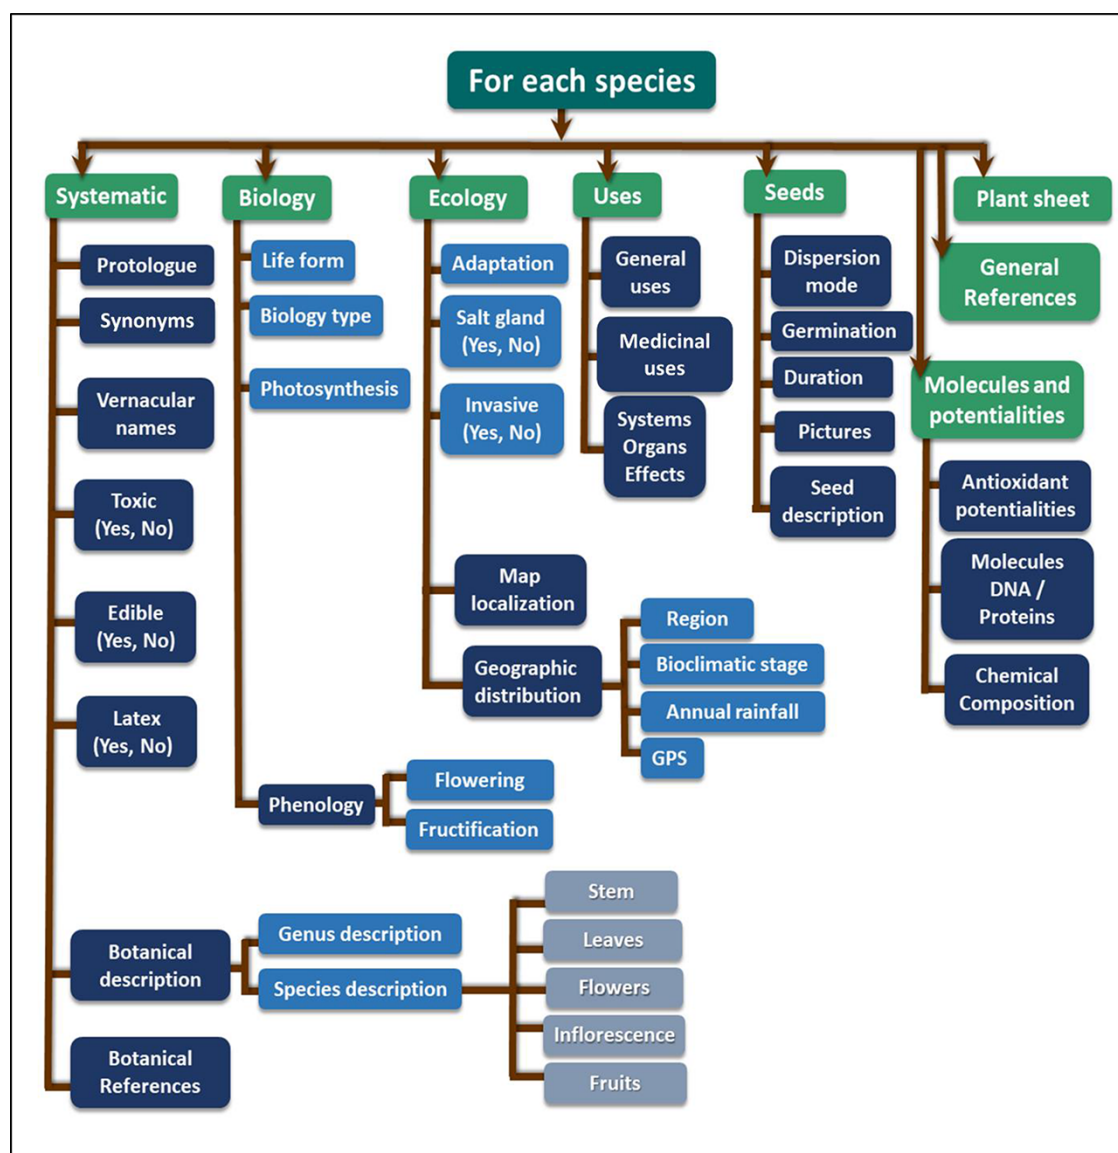 For each species
Systematic
Protologue
Synonyms
Vernacular
names
Toxic
(Yes, No)
Edible
(Yes, No)
Latex
(Yes, No)
Botanical
description
Genus description
Species description
Stem
Leaves
Flowers
Inflorescence
Fruits
Botanical
References
Biology
Life form
Biology type
Photosynthesis
Phenology
Flowering
Fructification
Ecology
Adaptation
Salt gland
(Yes, No)
Invasive
(Yes, No)
Map
localization
Geographic
distribution
Region
Bioclimatic stage
Annual rainfall
GPS
Uses
General
uses
Medicinal
uses
Systems
Organs
Effects
Seeds
Dispersion
mode
Germination
Duration
Pictures
Seed
description
Plant sheet
General
References
Molecules and
potentialities
Antioxidant
potentialities
Molecules
DNA /
Proteins
Chemical
Composition